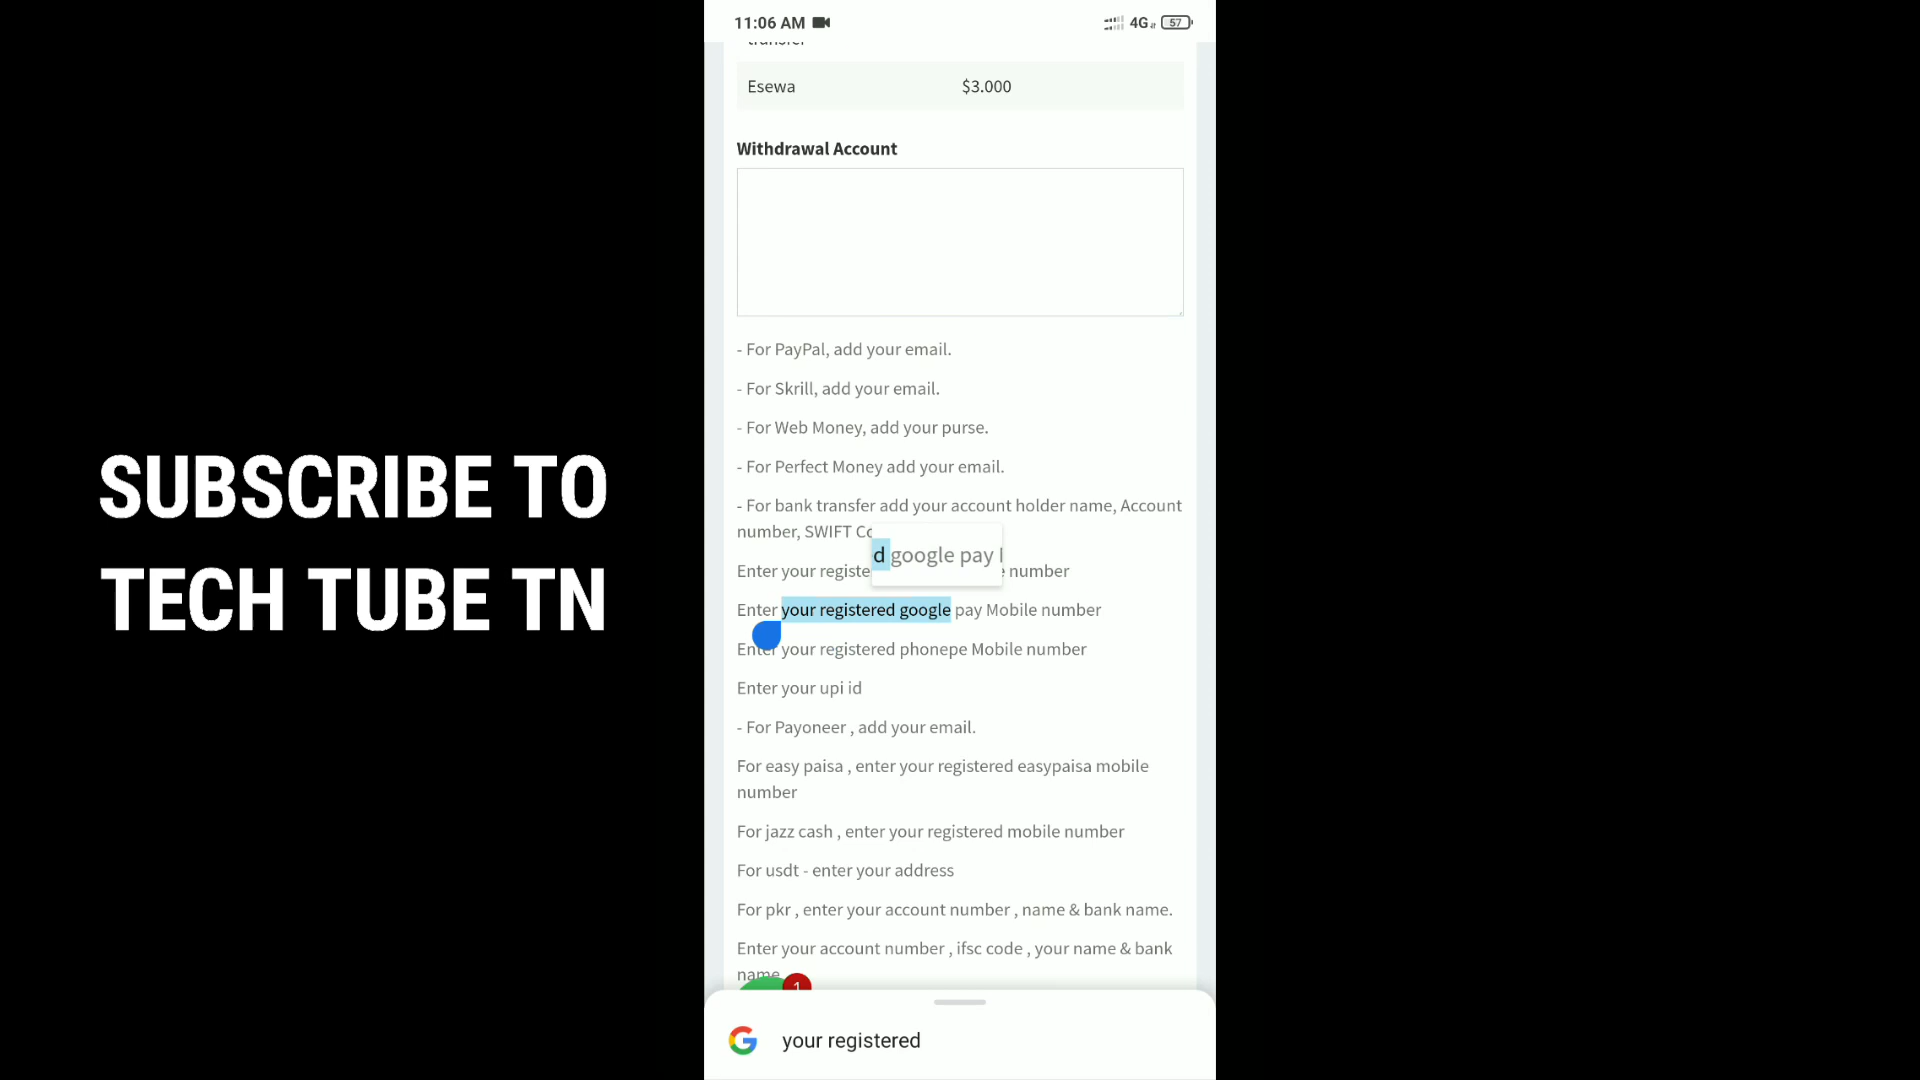 11:06 AM
4G
57
transfer
Esewa $3.000
Withdrawal Account
- For PayPal, add your email.
- For Skrill, add your email.
- For Web Money, add your purse.
- For Perfect Money add your email.
- For bank transfer add your account holder name, Account
number, SWIFT
d google pay
Enter your registe
number
Enter your registered google pay Mobile number
Enter your registered phonepe Mobile number
Enter your upi id
- For Payoneer , add your email.
For easy paisa , enter your registered easypaisa mobile
number
For jazz cash , enter your registered mobile number
For usdt - enter your address
For pkr , enter your account number , name & bank name.
Enter your account number , ifsc code , your name & bank
name
1
your registered
SUBSCRIBE TO
TECH TUBE TN